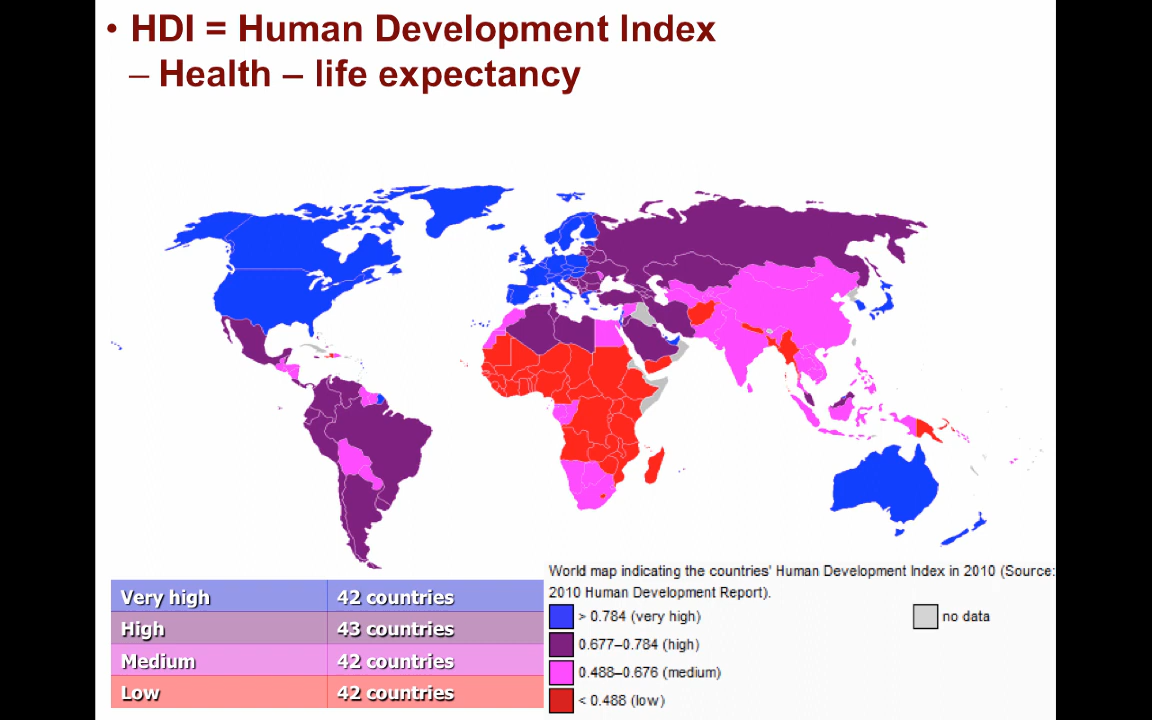 • HDI = Human Development Index
– Health – life expectancy
Very high 42 countries
High 43 countries
Medium 42 countries
Low 42 countries
World map indicating the countries' Human Development Index in 2010 (Source:
2010 Human Development Report).
> 0.784 (very high)
no data
0.677–0.784 (high)
0.488–0.676 (medium)
< 0.488 (low)